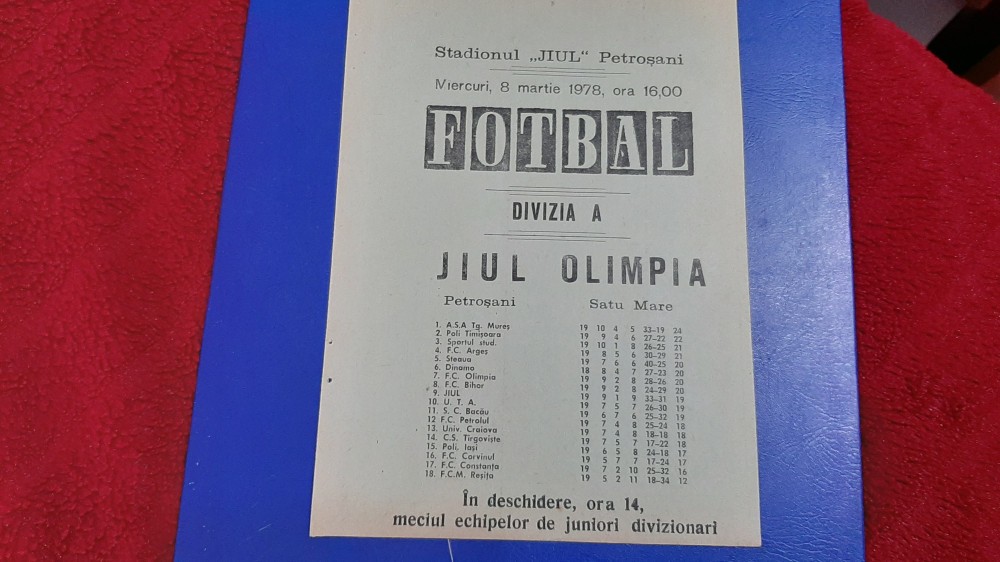 Stadionul „JIUL“ Petroşani
Miercuri, 8 martie 1978, ora 16,00
FOTBAL
DIVIZIA A
JIUL OLIMPIA
Petroşani Satu Mare
1. A.S.A Tg. Mureş 19 10 4 5 33-19 24
2. Poli Timişoara 19 9 4 6 27-22 22
3. Sportul stud. 19 10 1 8 26-25 21
4. F.C. Argeş 19 8 5 6 30-29 21
5. Steaua 19 7 6 6 40-25 20
6. Dinamo 18 8 4 7 27-23 20
7. F.C. Olimpia 19 9 2 8 28-26 20
8. F.C. Bihor 19 9 2 8 24-29 20
9. JIUL 19 9 1 9 33-31 19
10. U. T. A. 19 7 5 7 26-30 19
11. S. C. Bacău 19 6 7 6 25-32 19
12 F.C. Petrolul 19 7 4 8 25-24 18
13. Univ. Craiova 19 7 4 8 18-18 18
14. C.S. Tîrgovişte 19 7 5 7 17-22 18
15. Poli. Iaşi 19 6 5 8 24-18 17
16. F.C. Corvinul 19 5 7 7 17-24 17
17. F.C. Constanţa 19 7 2 10 25-32 16
18. F.C.M. Reşiţa 19 5 2 11 18-34 12
În deschidere, ora 14,
meciul echipelor de juniori divizionari